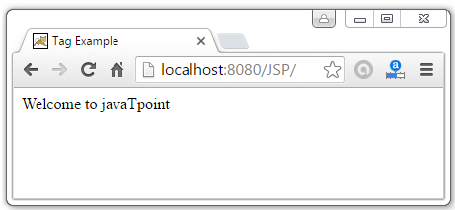 Tag Example
localhost:8080/JSP/
Welcome to javaTpoint